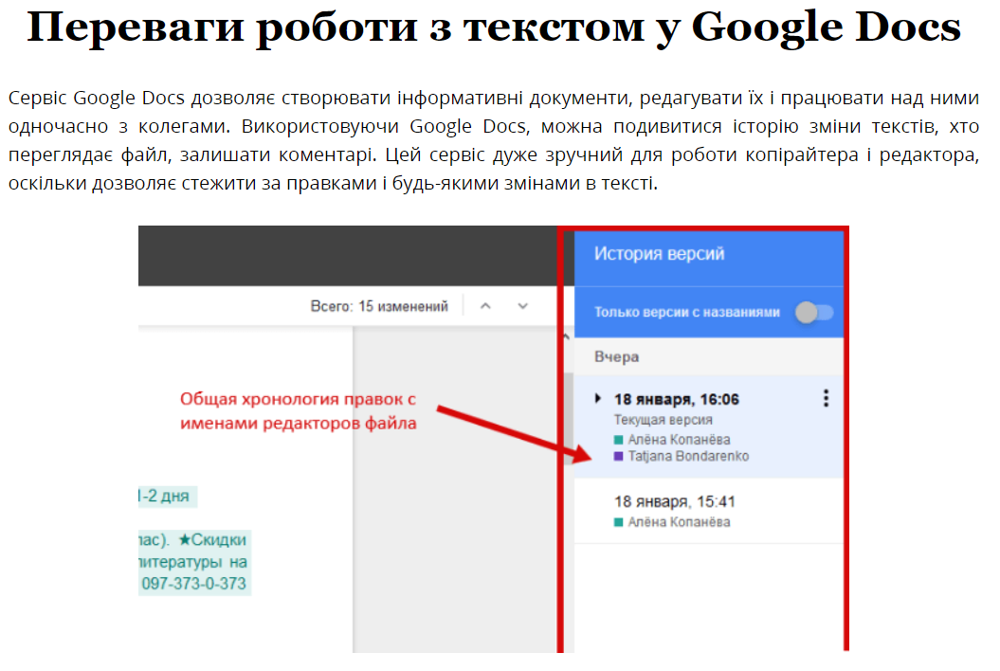 Переваги роботи з текстом у Google Docs
Сервіс Google Docs дозволяє створювати інформативні документи, редагувати їх і працювати над ними
одночасно з колегами. Використовуючи Google Docs, можна подивитися історію зміни текстів, хто
переглядає файл, залишати коментарі. Цей сервіс дуже зручний для роботи копірайтера і редактора,
оскільки дозволяє стежити за правками і будь-якими змінами в тексті.
История версий
Всего: 15 изменений
Только версии с названиями
Вчера
Общая хронология правок с
именами редакторов файла
18 января, 16:06
Текущая версия
Алёна Копанёва
Tatjana Bondarenko
18 января, 15:41
Алёна Копанёва
1-2 дня
пас). ★Скидки
литературы на
097-373-0-373